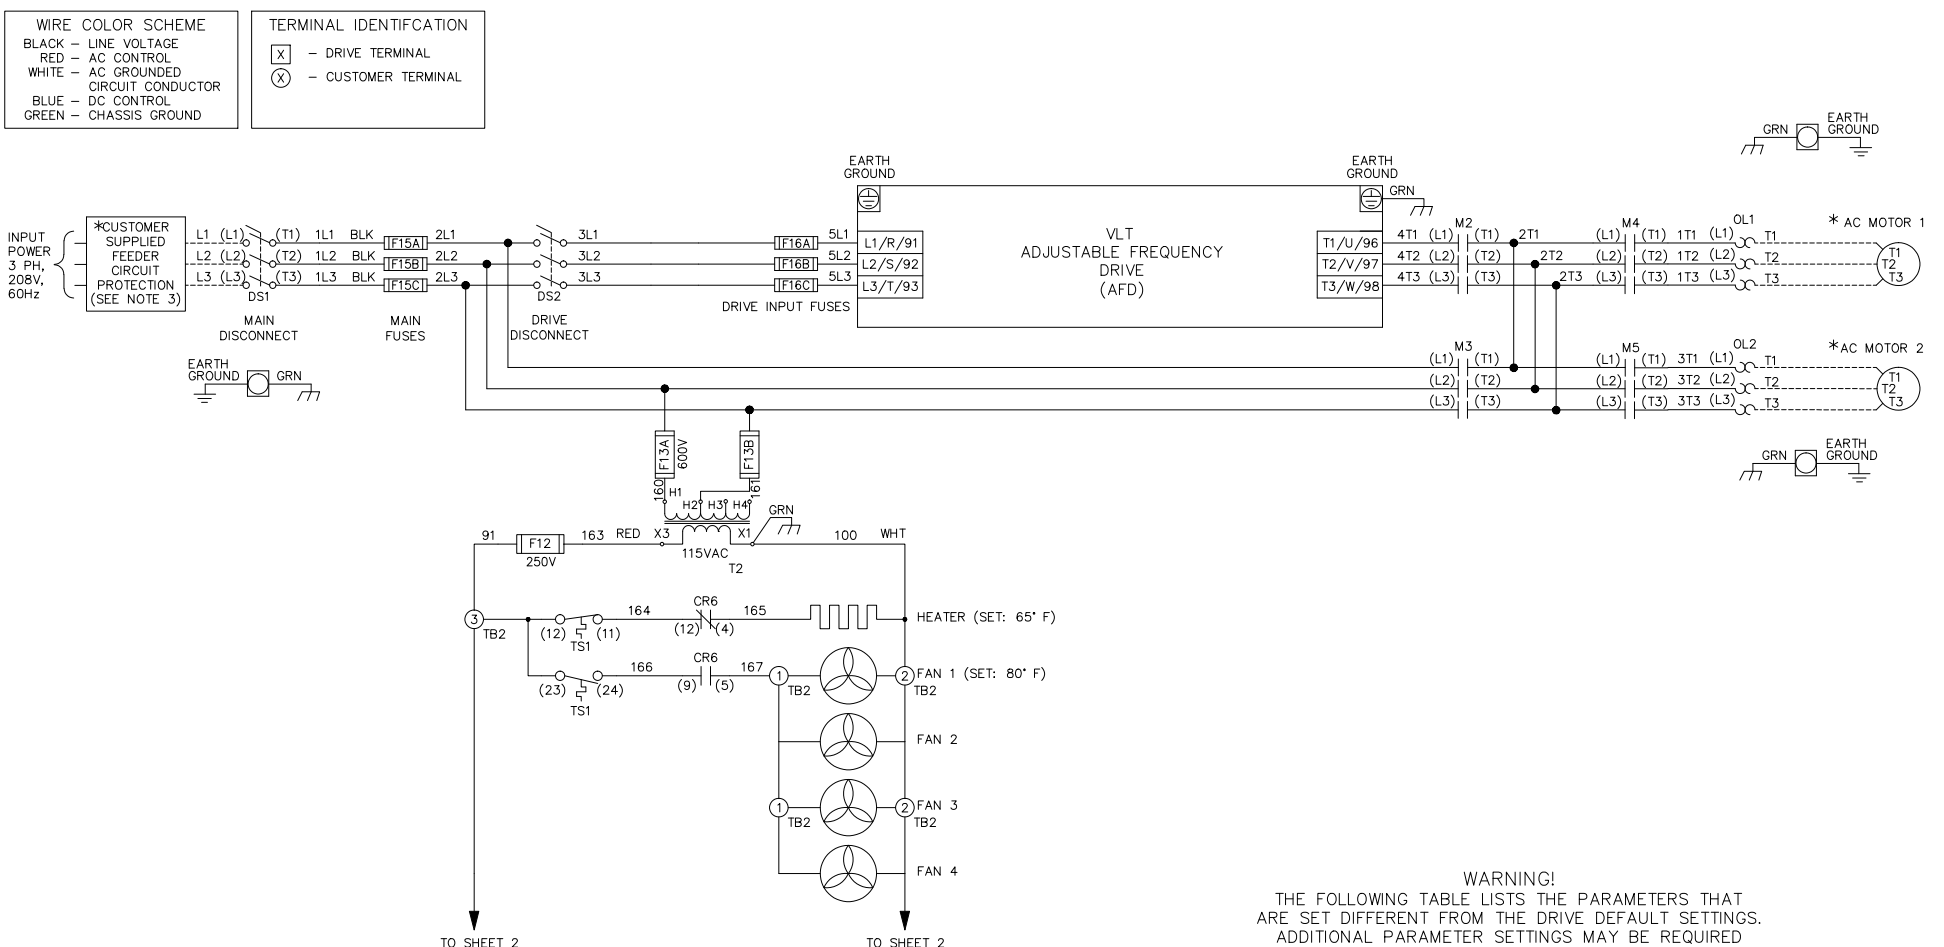 WIRE COLOR SCHEME
BLACK – LINE VOLTAGE
RED – AC CONTROL
WHITE – AC GROUNDED
CIRCUIT CONDUCTOR
BLUE – DC CONTROL
GREEN – CHASSIS GROUND
TERMINAL IDENTIFCATION
X – DRIVE TERMINAL
X – CUSTOMER TERMINAL
GRN
EARTH
GROUND
INPUT
POWER
3 PH,
208V,
60Hz
*CUSTOMER
SUPPLIED
FEEDER
CIRCUIT
PROTECTION
(SEE NOTE 3)
L1 (L1) (T1) 1L1 BLK F15A 2L1 3L1 F16A 5L1 L1/R/91
L2 (L2) (T2) 1L2 BLK F15B 2L2 3L2 F16B 5L2 L2/S/92
L3 (L3) (T3) 1L3 BLK F15C 2L3 3L3 F16C 5L3 L3/T/93
DS1
MAIN
DISCONNECT
MAIN
FUSES
DS2
DRIVE
DISCONNECT
DRIVE INPUT FUSES
EARTH
GROUND
VLT
ADJUSTABLE FREQUENCY
DRIVE
(AFD)
EARTH
GROUND
GRN
M2 M4 OL1 * AC MOTOR 1
T1/U/96 4T1 (L1) (T1) 2T1 (L1) (T1) 1T1 (L1) T1 T1
T2/V/97 4T2 (L2) (T2) 2T2 (L2) (T2) 1T2 (L2) T2 T2
T3/W/98 4T3 (L3) (T3) 2T3 (L3) (T3) 1T3 (L3) T3 T3
EARTH
GROUND GRN
M3 M5 OL2 *AC MOTOR 2
(L1) (T1) (L1) (T1) 3T1 (L1) T1 T1
(L2) (T2) (L2) (T2) 3T2 (L2) T2 T2
(L3) (T3) (L3) (T3) 3T3 (L3) T3 T3
GRN
EARTH
GROUND
F13A
600V
F13B
160
161
H1
H2 H3 H4
GRN
91 F12 163 RED X3 X1 100 WHT
250V
115VAC
T2
3
TB2
164 CR6 165
(12) (11) (12) (4)
TS1
HEATER (SET: 65° F)
166 CR6 167
(23) (24) (9) (5)
TS1
1
TB2
2
TB2
FAN 1 (SET: 80° F)
FAN 2
1
TB2
2
TB2
FAN 3
FAN 4
TO SHEET 2
TO SHEET 2
WARNING!
THE FOLLOWING TABLE LISTS THE PARAMETERS THAT
ARE SET DIFFERENT FROM THE DRIVE DEFAULT SETTINGS.
ADDITIONAL PARAMETER SETTINGS MAY BE REQUIRED